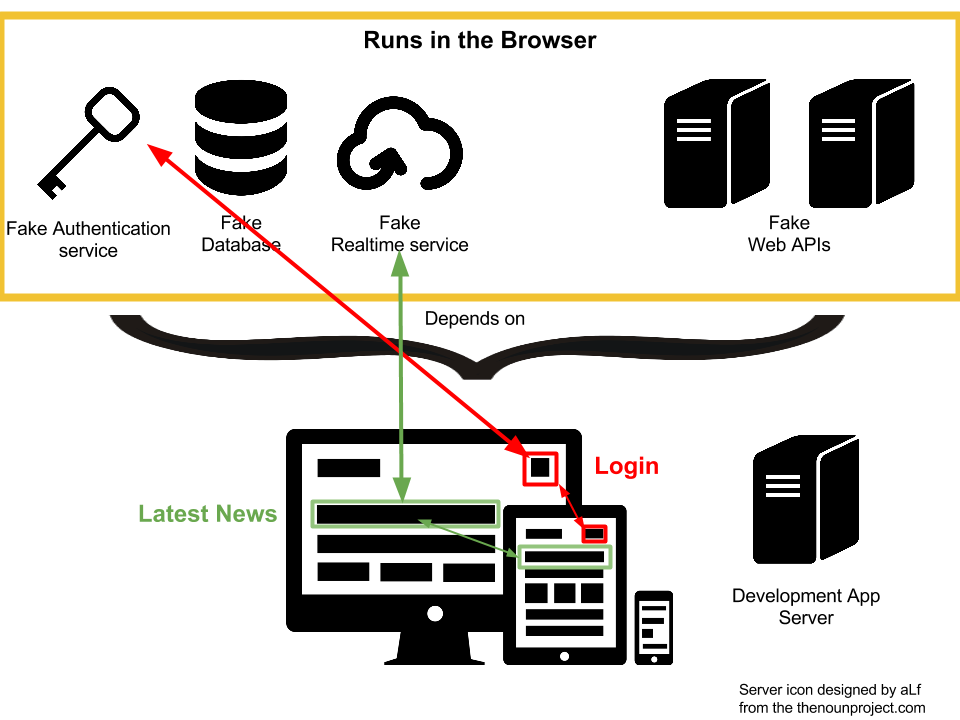 Runs in the Browser
Fake Authentication
service
Fake
Database
Fake
Realtime service
Fake
Web APIs
Depends on
Login
Latest News
Development App
Server
Server icon designed by aLf
from the thenounproject.com